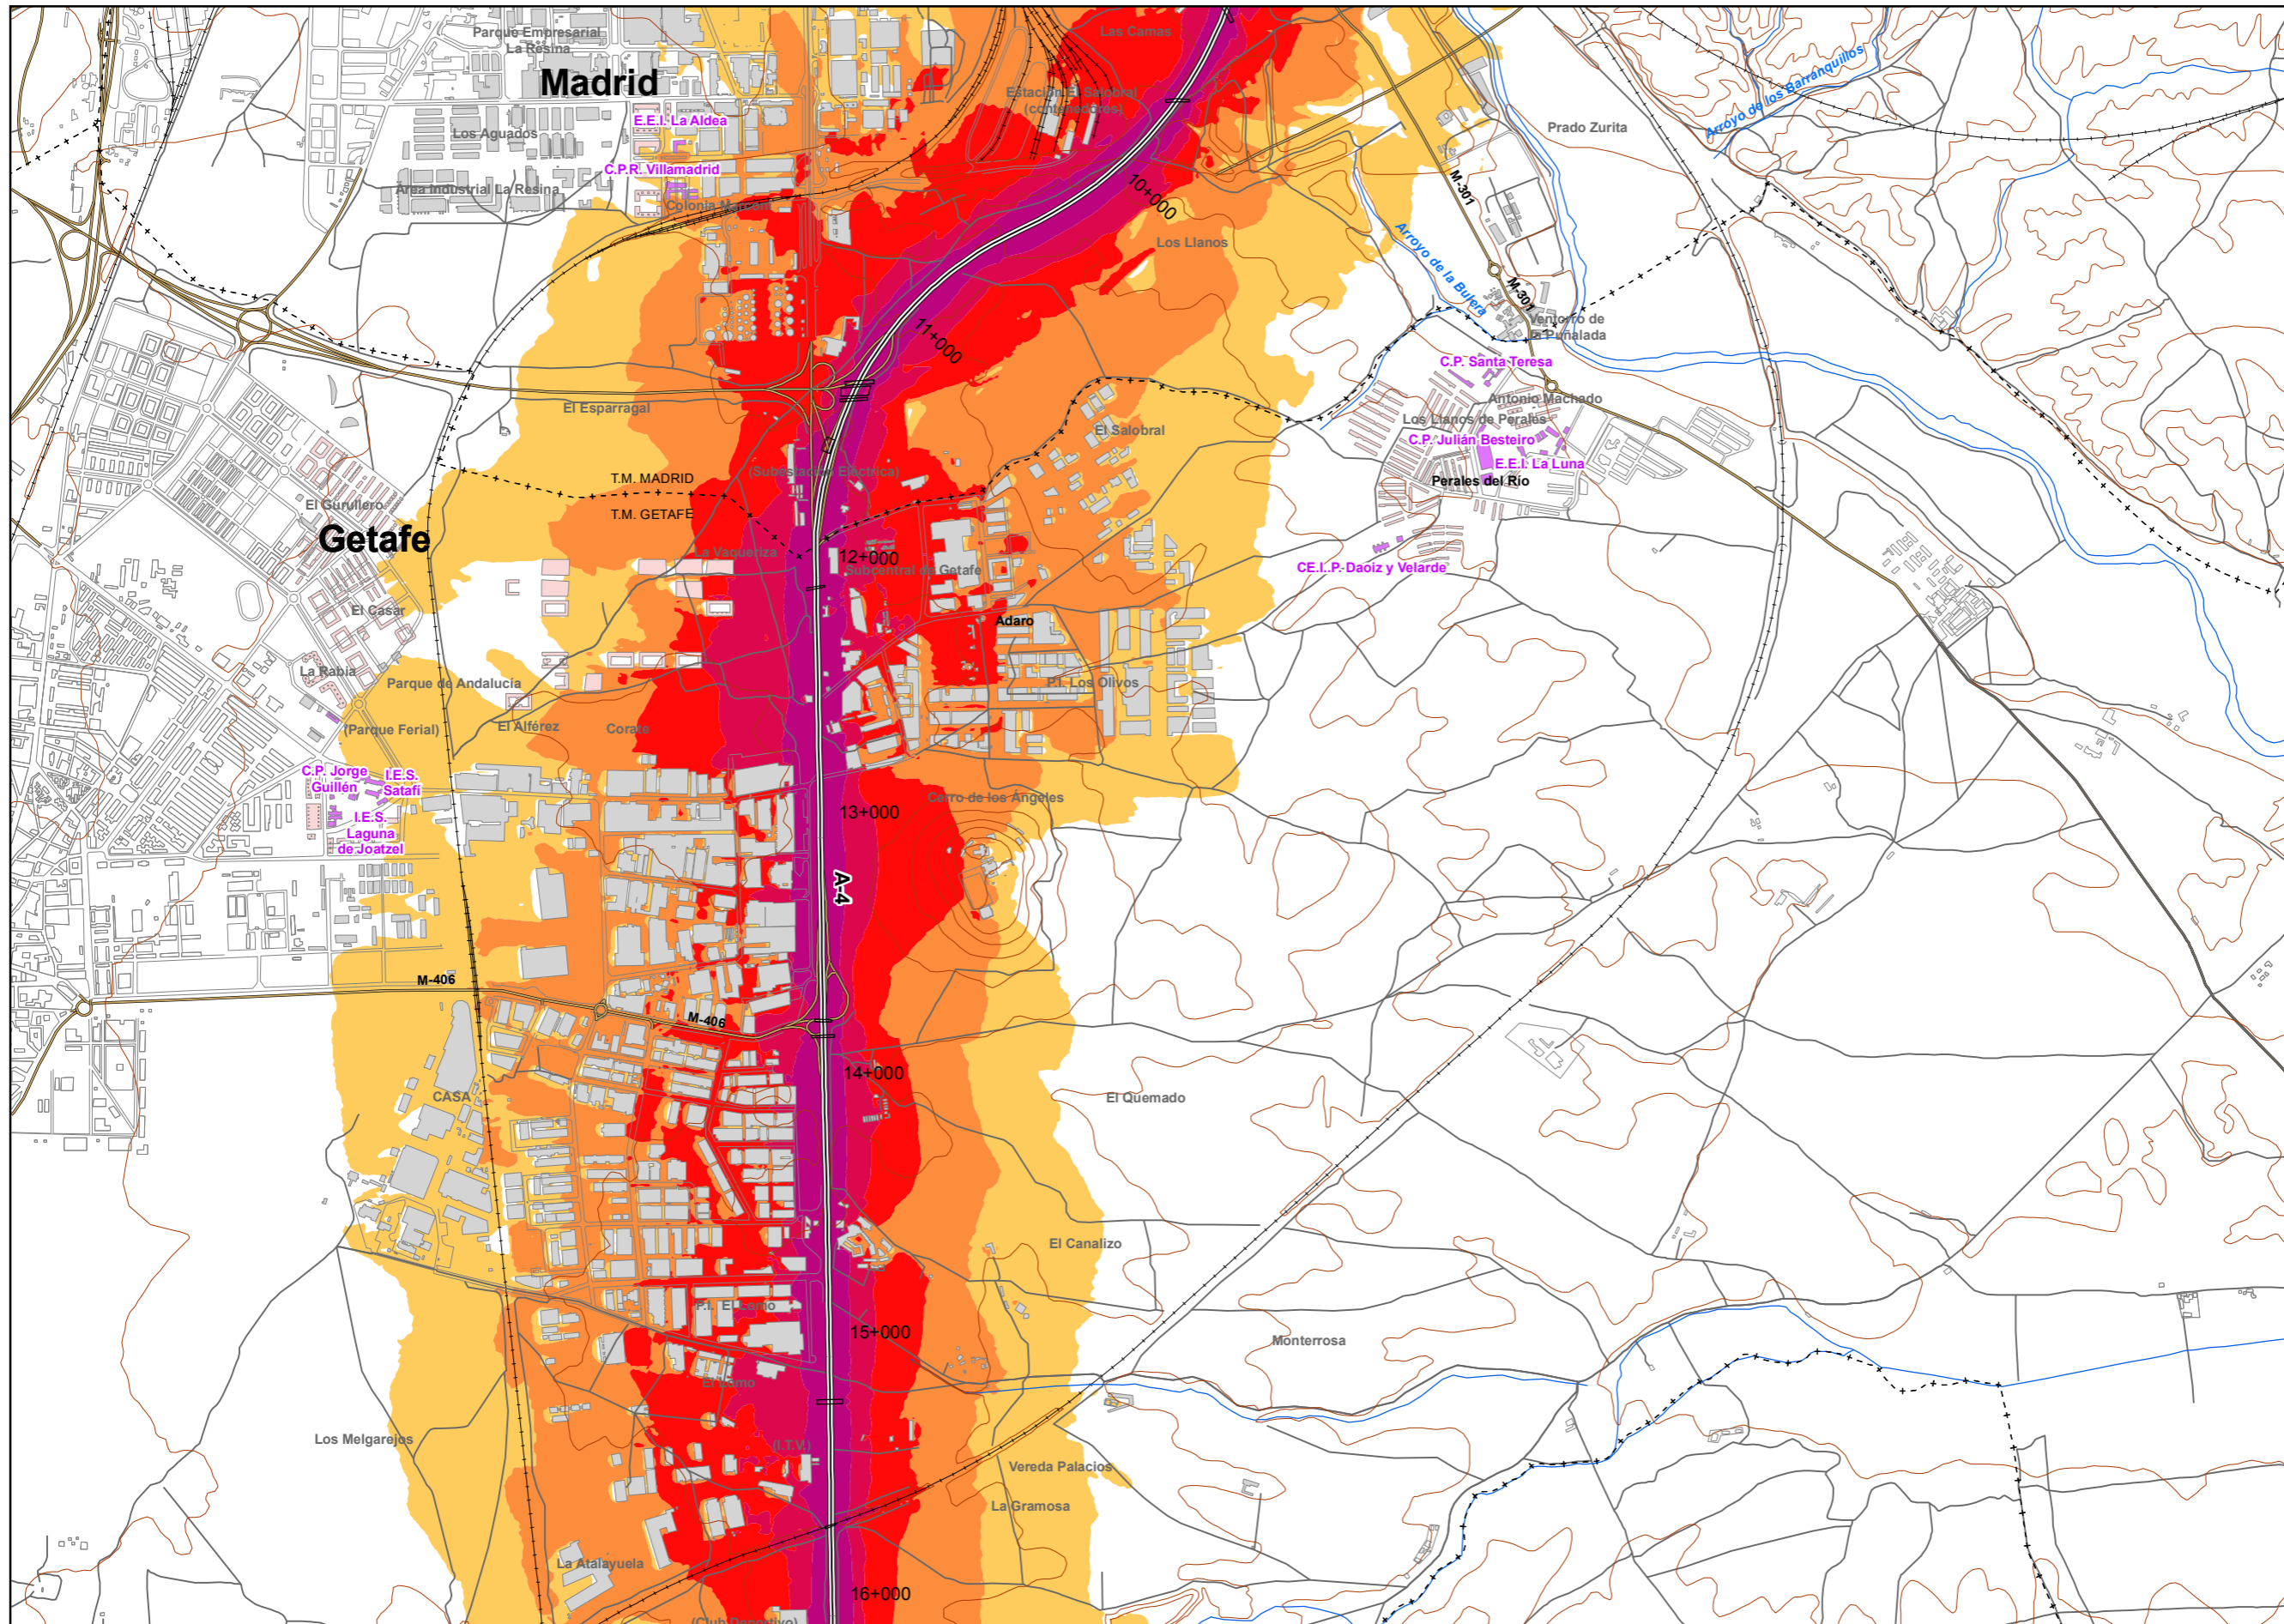 Parque Empresarial
La Resina
Madrid
Las Camas
Estación El Salobral
(contenedores)
Arroyo de los Barranquillos
E.E.I. La Aldea
Los Aguados
Prado Zurita
C.P.R. Villamadrid
Área Industrial La Resina
Colonia Marconi
M-301
10+000
Los Llanos
Arroyo de la Bulera
M-301
Ventorro de
la Puñalada
11+000
C.P. Santa Teresa
Antonio Machado
El Esparragal
Los Llanos de Perales
El Salobral
C.P. Julián Besteiro
E.E.I. La Luna
(Subestación Eléctrica)
T.M. MADRID
Perales del Río
El Gurullero
T.M. GETAFE
Getafe
La Vaqueriza
12+000
Subcentral de Getafe
CE.I..P.-Daoiz y Velarde
El Casar
Adaro
La Rabia
Parque de Andalucía
P.I. Los Olivos
(Parque Ferial)
El Alférez
Corate
C.P. Jorge
Guillén
I.E.S.
Satafi
Cerro de los Ángeles
13+000
I.E.S.
Laguna
de Joatzel
A-4
M-406
M-406
14+000
CASA
El Quemado
El Canalizo
P.I. El Lomo
15+000
Monterrosa
El Lomo
Los Melgarejos
(I.T.V.)
Vereda Palacios
La Gramosa
La Atalayuela
16+000
(Club Deportivo)